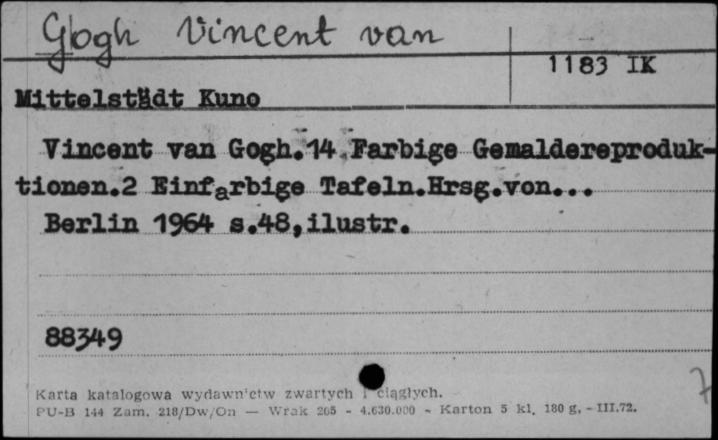 Gogh Vincent van
1183 IK
Mittelstädt Kuno
Vincent van Gogh.14 Farbige Gemaldereproduk-
tionen.2 Einfarbige Tafeln.Hrsg.von...
Berlin 1964 s.48,ilustr.
88349
7
Karta katalogowa wydawnictw zwartych i ciągłych.
PU-B 144 Zam. 218/Dw/On — Wrak 265 - 4.630.000 - Karton 5 kl. 180 g. - III.72.